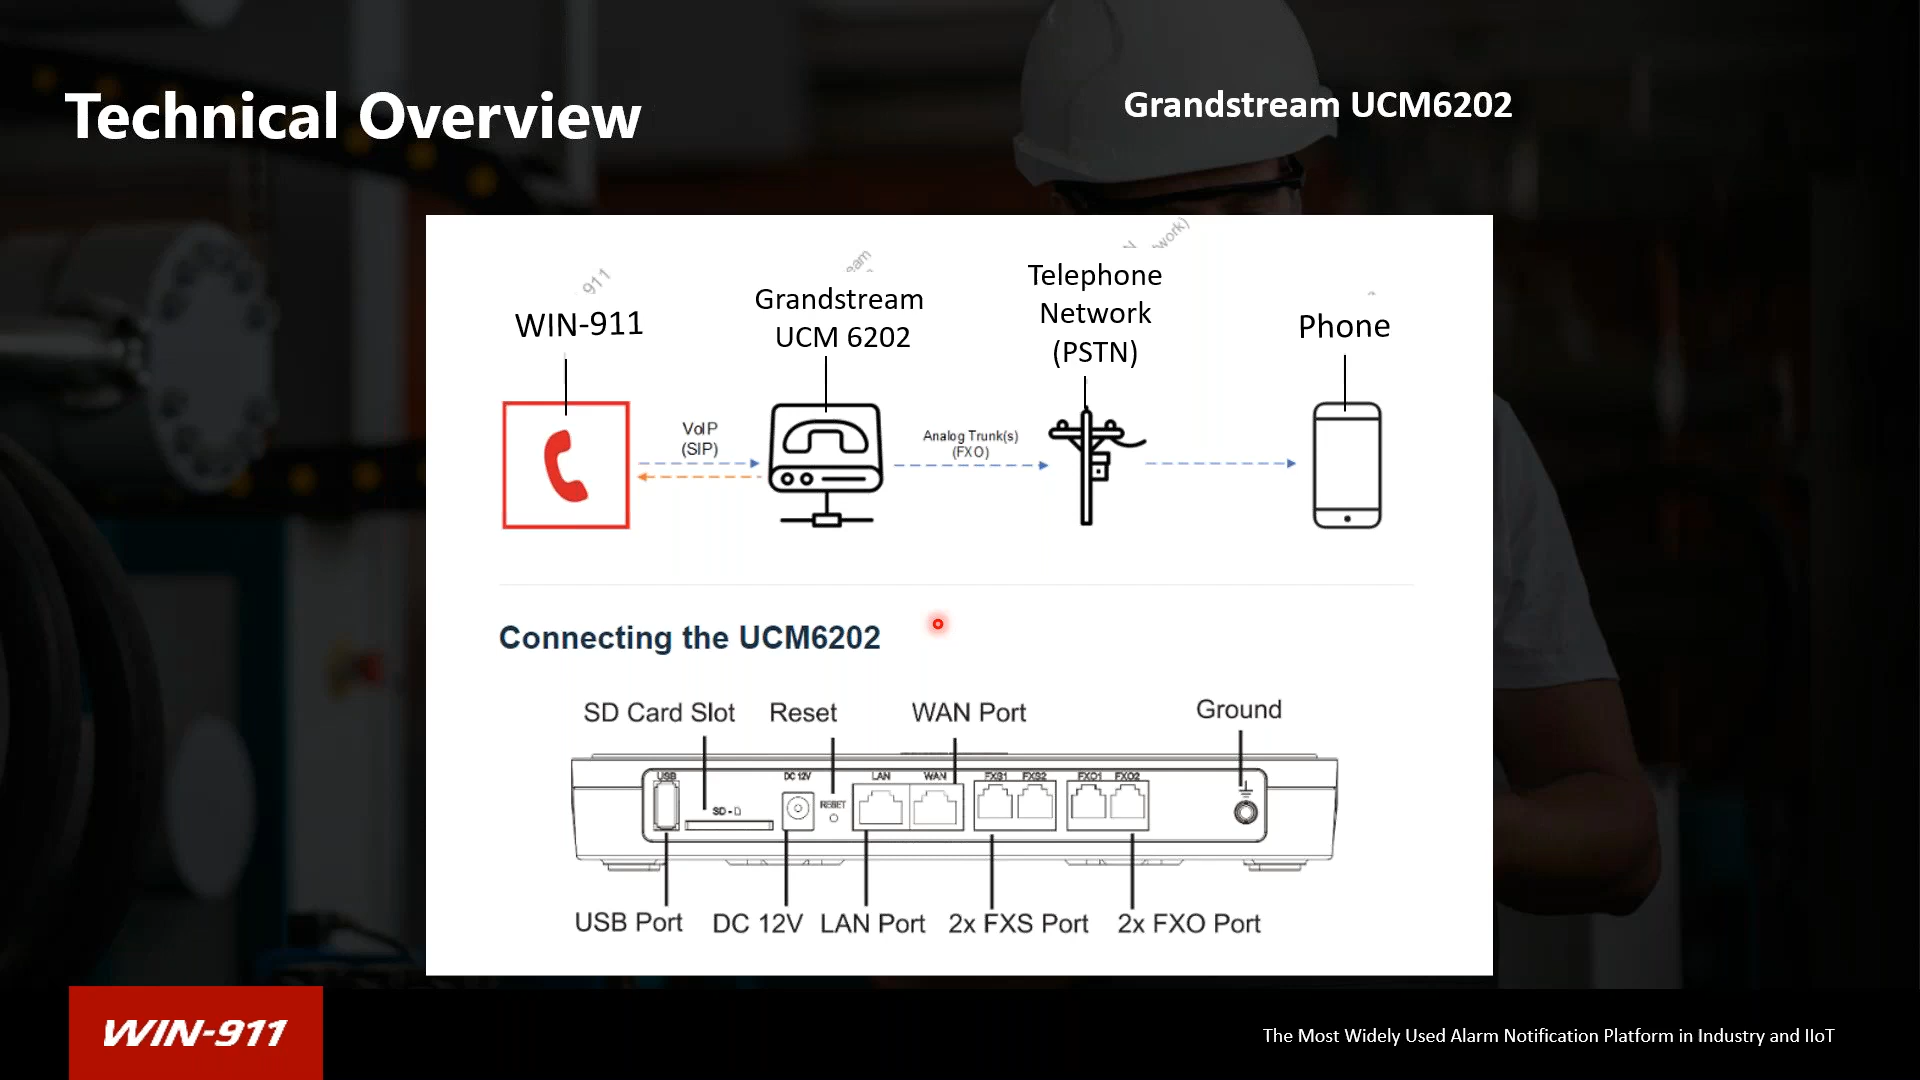 Technical Overview
Grandstream UCM6202
911
eam
work)
WIN-911
Grandstream
UCM 6202
Telephone
Network
(PSTN)
Phone
VoIP
(SIP)
Analog Trunk(s)
(FXO)
Connecting the UCM6202
SD Card Slot
Reset
WAN Port
Ground
USB
SD-
DC 12V
RESET
LAN
WAN
FXS1
FXS2
FXO1
FXO2
USB Port
DC 12V
LAN Port
2x FXS Port
2x FXO Port
WIN-911
The Most Widely Used Alarm Notification Platform in Industry and IIoT